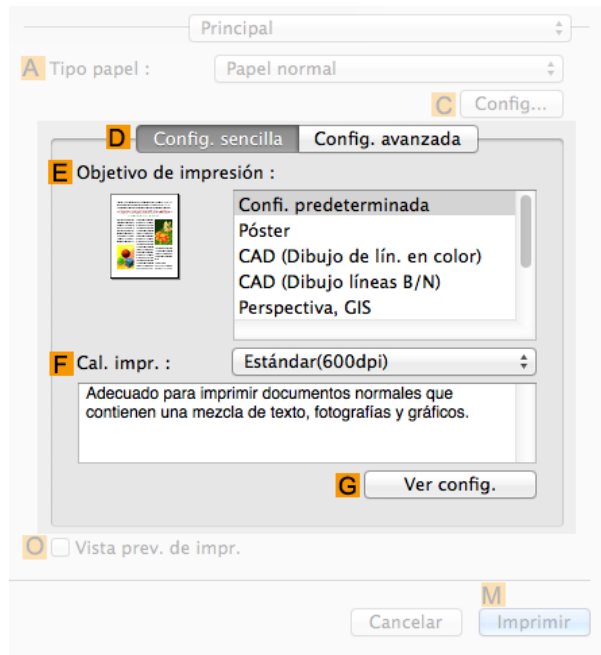 Principal
A Tipo papel : Papel normal
C Config...
D Config. sencilla Config. avanzada
E Objetivo de impresión :
Confi. predeterminada
Póster
CAD (Dibujo de lín. en color)
CAD (Dibujo líneas B/N)
Perspectiva, GIS
F Cal. impr. : Estándar(600dpi)
Adecuado para imprimir documentos normales que
contienen una mezcla de texto, fotografías y gráficos.
G Ver config.
O Vista prev. de impr.
M
Cancelar Imprimir